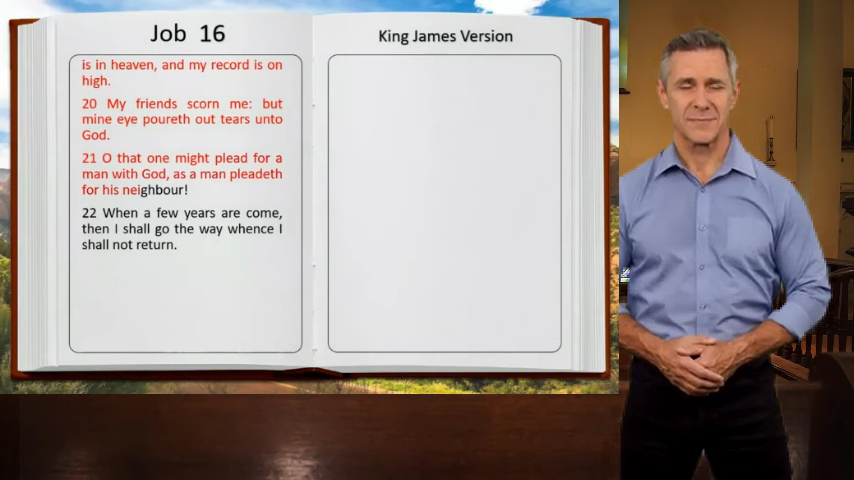 Job 16
King James Version
is in heaven, and my record is on
high.
20 My friends scorn me: but
mine eye poureth out tears unto
God.
21 O that one might plead for a
man with God, as a man pleadeth
for his neighbour!
22 When a few years are come,
then I shall go the way whence I
shall not return.